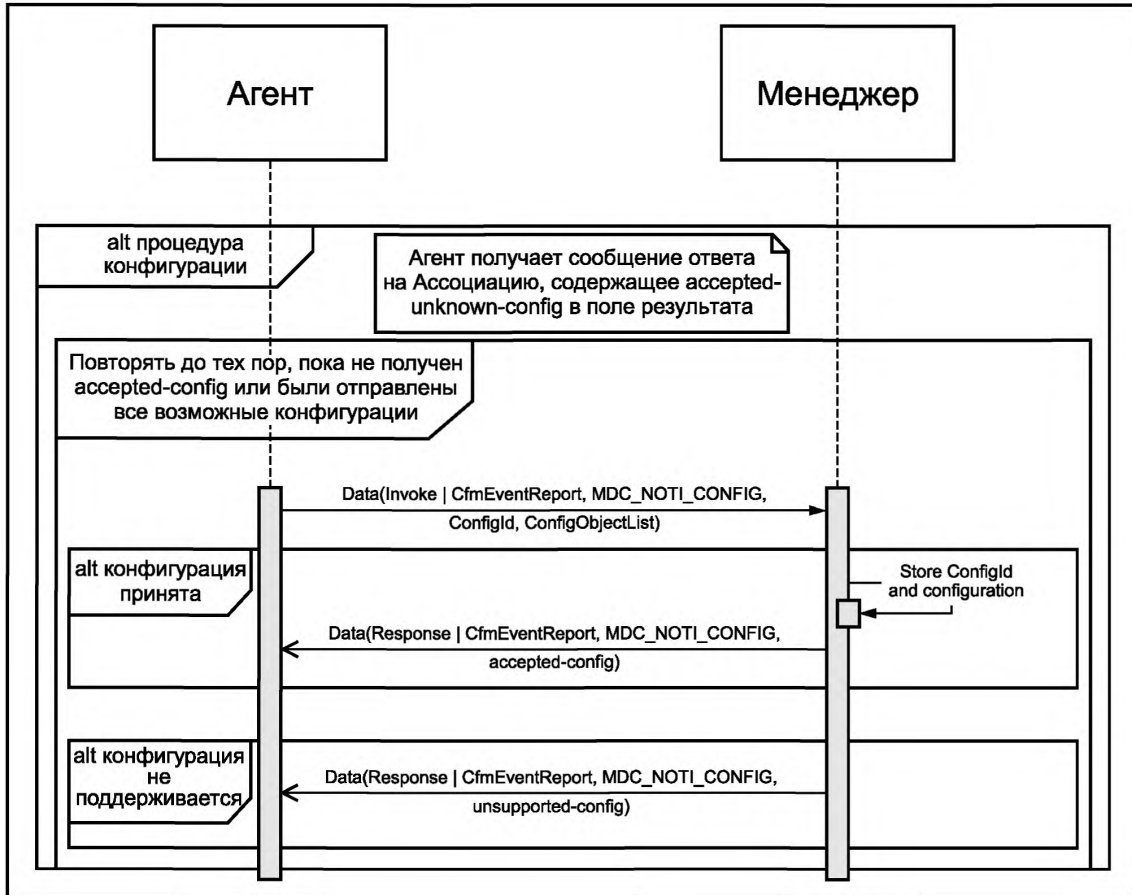 Агент
Менеджер
alt процедура
конфигурации
Агент получает сообщение ответа
на Ассоциацию, содержащее accepted-
unknown-config в поле результата
Повторять до тех пор, пока не получен
accepted-config или были отправлены
все возможные конфигурации
Data(Invoke | CfmEventReport, MDC_NOTI_CONFIG,
ConfigId, ConfigObjectList)
alt конфигурация
принята
Store ConfigId
and configuration
Data(Response | CfmEventReport, MDC_NOTI_CONFIG,
accepted-config)
alt конфигурация
не
поддерживается
Data(Response | CfmEventReport, MDC_NOTI_CONFIG,
unsupported-config)